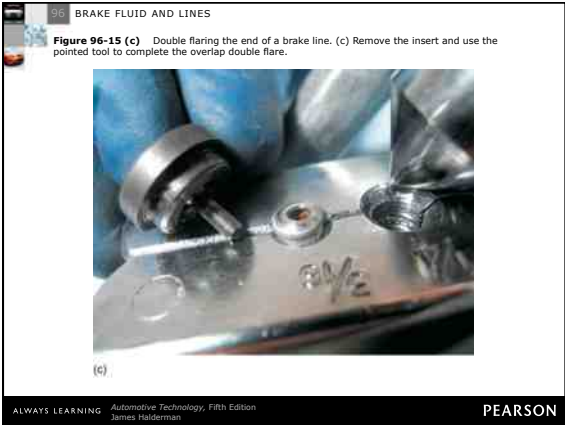 96 BRAKE FLUID AND LINES
Figure 96-15 (c) Double flaring the end of a brake line. (c) Remove the insert and use the
pointed tool to complete the overlap double flare.
(c)
ALWAYS LEARNING
Automotive Technology, Fifth Edition
James Halderman
PEARSON